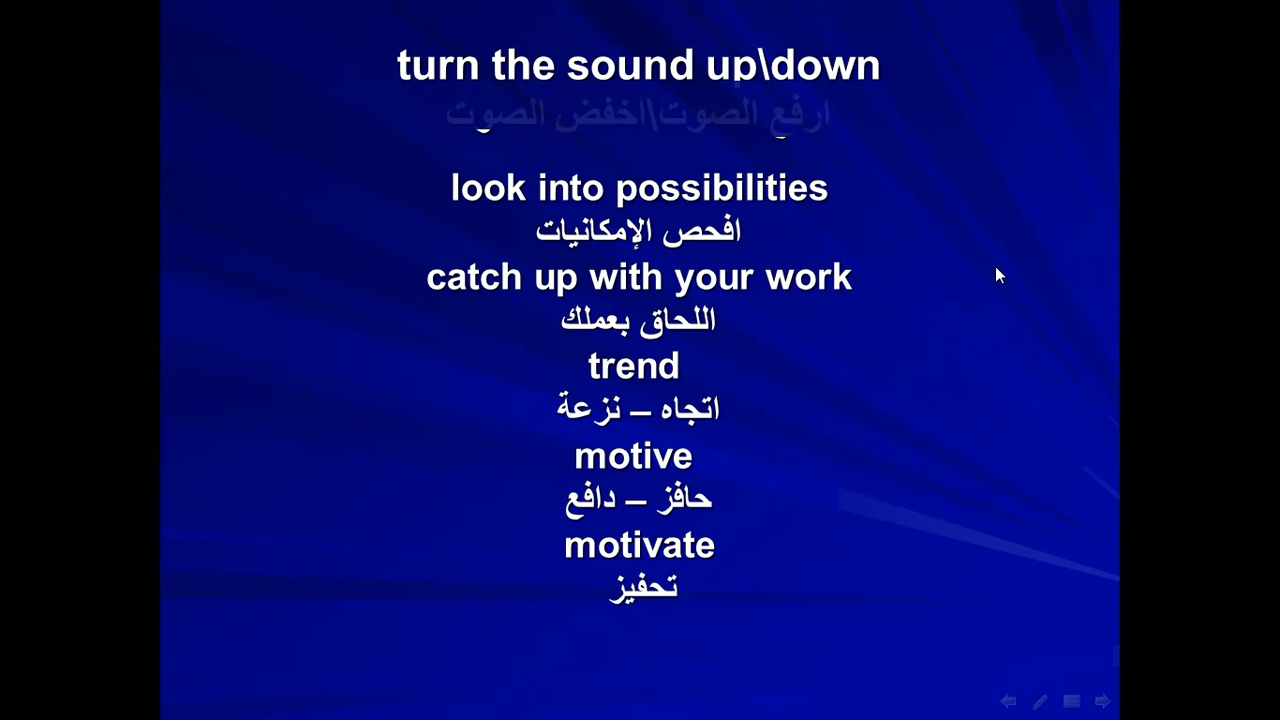 turn the sound up\down
ارفع الصوت\اخفض الصوت
look into possibilities
افحص الإمكانيات
catch up with your work
اللحاق بعملك
trend
اتجاه – نزعة
motive
حافز – دافع
motivate
تحفيز